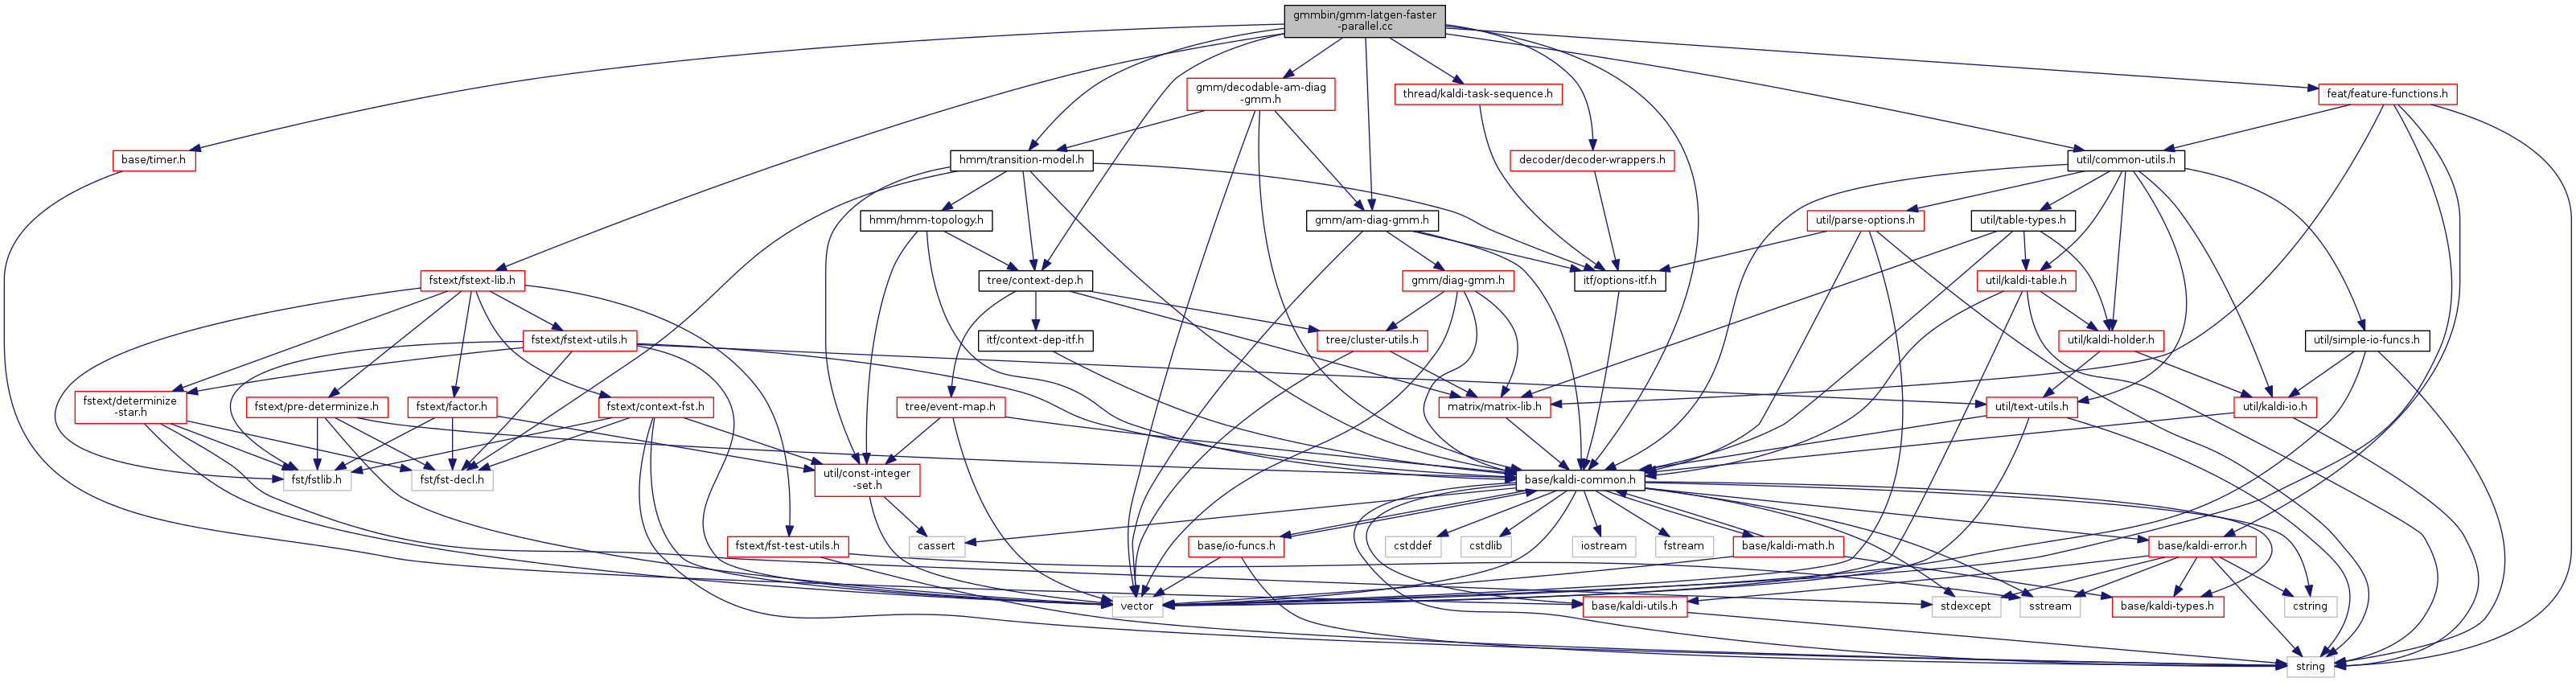 gmmbin/gmm-latgen-faster
-parallel.cc
gmm/decodable-am-diag
-gmm.h
thread/kaldi-task-sequence.h
feat/feature-functions.h
base/timer.h
hmm/transition-model.h
decoder/decoder-wrappers.h
util/common-utils.h
hmm/hmm-topology.h
gmm/am-diag-gmm.h
util/parse-options.h
util/table-types.h
fstext/fstext-lib.h
tree/context-dep.h
gmm/diag-gmm.h
itf/options-itf.h
util/kaldi-table.h
fstext/fstext-utils.h
itf/context-dep-itf.h
tree/cluster-utils.h
util/kaldi-holder.h
util/simple-io-funcs.h
fstext/determinize
-star.h
fstext/pre-determinize.h
fstext/factor.h
fstext/context-fst.h
tree/event-map.h
matrix/matrix-lib.h
util/text-utils.h
util/kaldi-io.h
fst/fstlib.h
fst/fst-decl.h
util/const-integer
-set.h
base/kaldi-common.h
fstext/fst-test-utils.h
cassert
base/io-funcs.h
cstddef
cstdlib
iostream
fstream
base/kaldi-math.h
base/kaldi-error.h
vector
base/kaldi-utils.h
stdexcept
sstream
base/kaldi-types.h
cstring
string